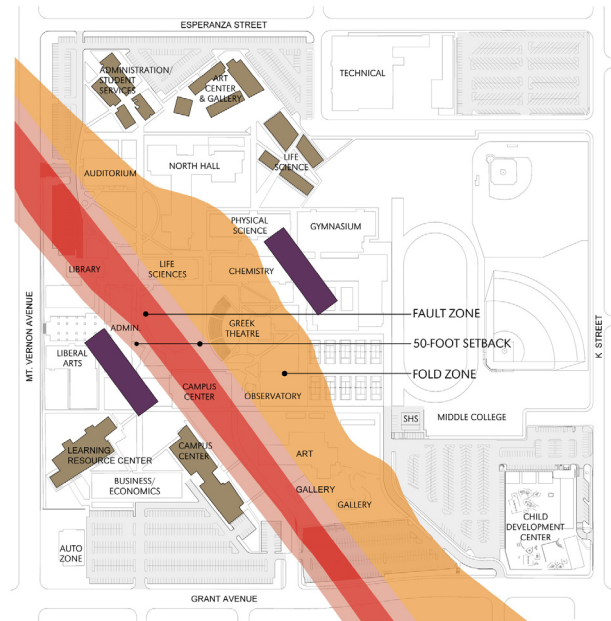 ESPERANZA STREET
ADMINISTRATION/
STUDENT
SERVICES
ART
CENTER
& GALLERY
TECHNICAL
AUDITORIUM
NORTH HALL
LIFE
SCIENCE
PHYSICAL
SCIENCE
GYMNASIUM
LIBRARY
LIFE
SCIENCES
CHEMISTRY
MT. VERNON AVENUE
K STREET
FAULT ZONE
ADMIN.
GREEK
THEATRE
50-FOOT SETBACK
LIBERAL
ARTS
FOLD ZONE
CAMPUS
CENTER
OBSERVATORY
SHS
MIDDLE COLLEGE
LEARNING
RESOURCE CENTER
CAMPUS
CENTER
ART
BUSINESS/
ECONOMICS
GALLERY
GALLERY
CHILD
DEVELOPMENT
CENTER
AUTO
ZONE
GRANT AVENUE